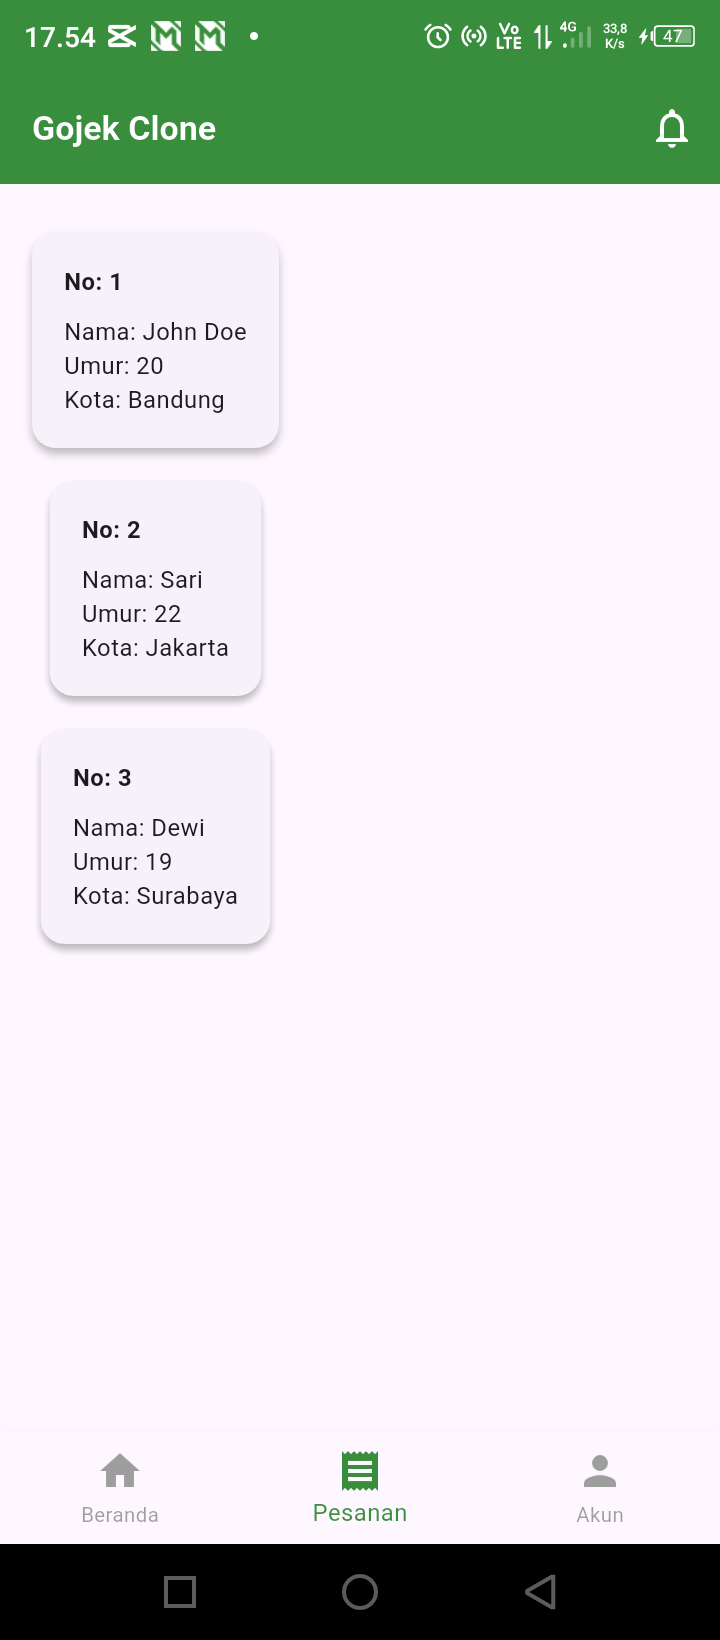 17.54
Vo
LTE
4G
33,8
K/s
47
Gojek Clone
No: 1
Nama: John Doe
Umur: 20
Kota: Bandung
No: 2
Nama: Sari
Umur: 22
Kota: Jakarta
No: 3
Nama: Dewi
Umur: 19
Kota: Surabaya
Beranda
Pesanan
Akun